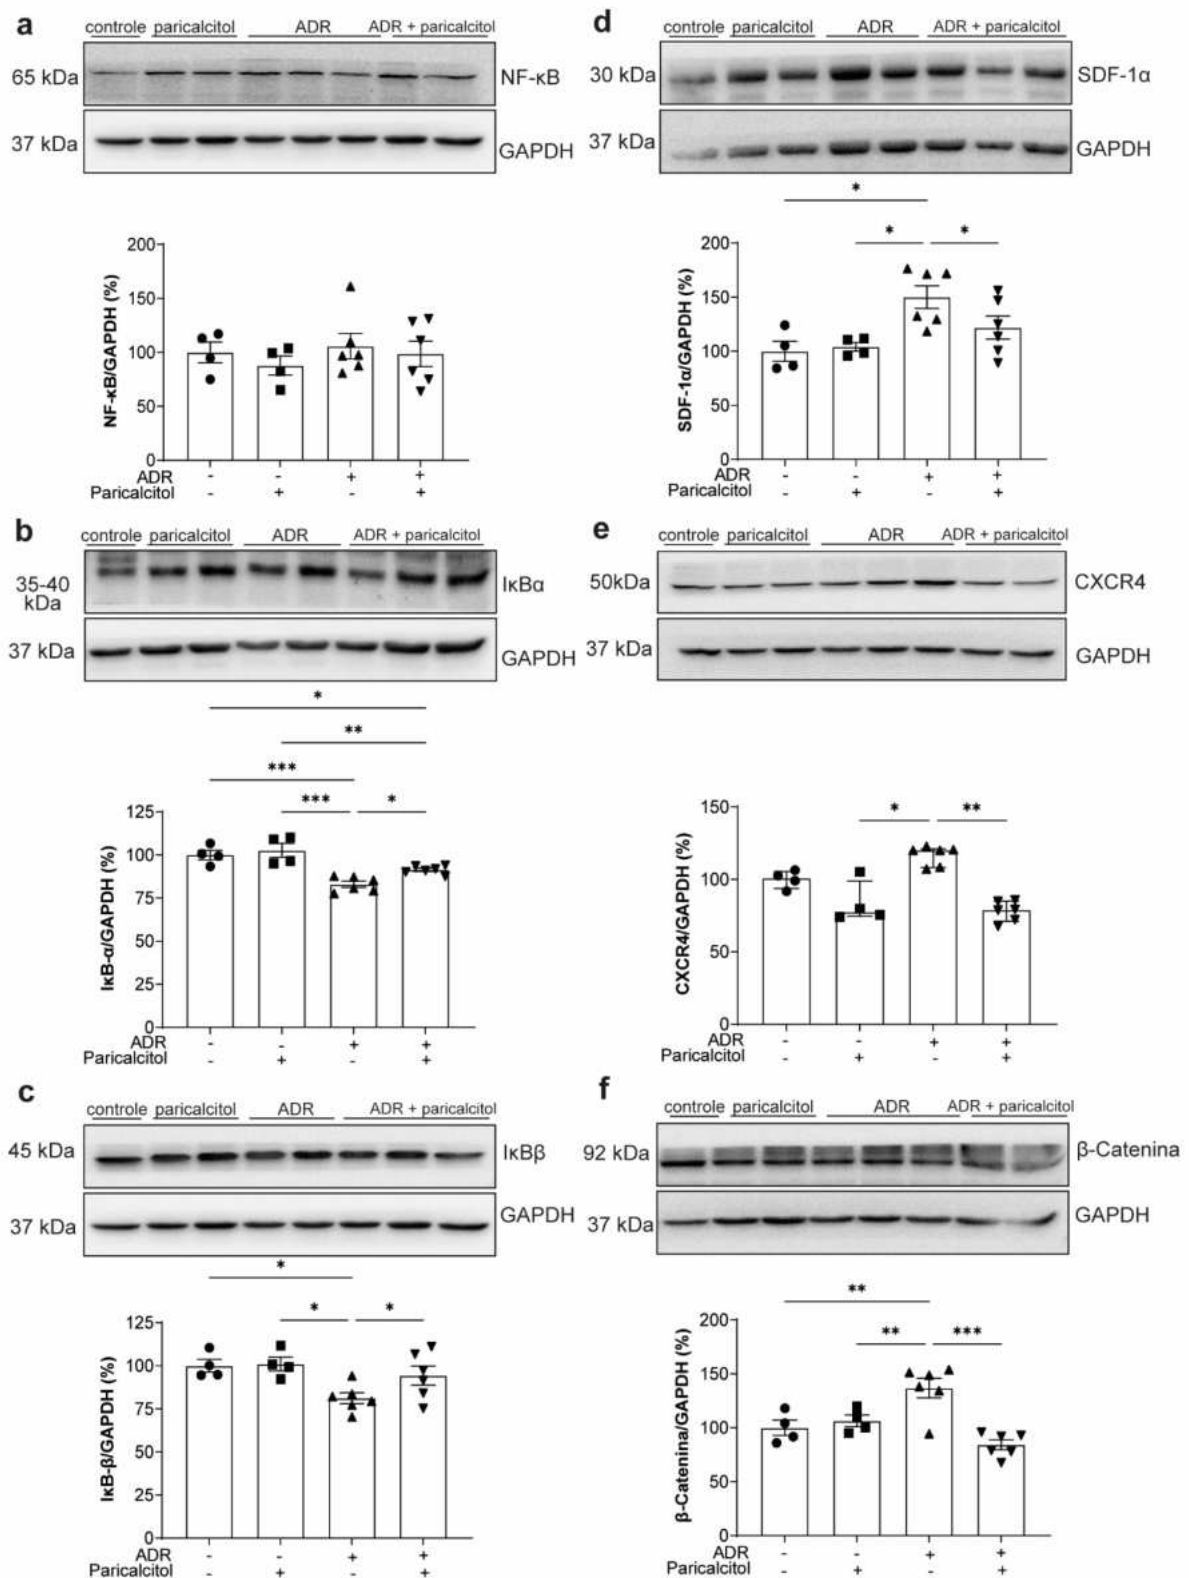 a
controle paricalcitol ADR ADR + paricalcitol
65 kDa NF-κB
37 kDa GAPDH
NF-κB/GAPDH (%)
200
150
100
50
0
ADR - - + +
Paricalcitol - + - +
b
controle paricalcitol ADR ADR + paricalcitol
35-40 kDa IκBα
37 kDa GAPDH
*
**
***
*** *
IκB-α/GAPDH (%)
125
100
75
50
25
0
ADR - - + +
Paricalcitol - + - +
c
controle paricalcitol ADR ADR + paricalcitol
45 kDa IκBβ
37 kDa GAPDH
*
* *
IκB-β/GAPDH (%)
125
100
75
50
25
0
ADR - - + +
Paricalcitol - + - +
d
controle paricalcitol ADR ADR + paricalcitol
30 kDa SDF-1α
37 kDa GAPDH
*
* *
SDF-1α/GAPDH (%)
200
150
100
50
0
ADR - - + +
Paricalcitol - + - +
e
controle paricalcitol ADR ADR + paricalcitol
50kDa CXCR4
37 kDa GAPDH
* **
CXCR4/GAPDH (%)
150
100
50
0
ADR - - + +
Paricalcitol - + - +
f
controle paricalcitol ADR ADR + paricalcitol
92 kDa β-Catenina
37 kDa GAPDH
**
** ***
β-Catenina/GAPDH (%)
200
150
100
50
0
ADR - - + +
Paricalcitol - + - +